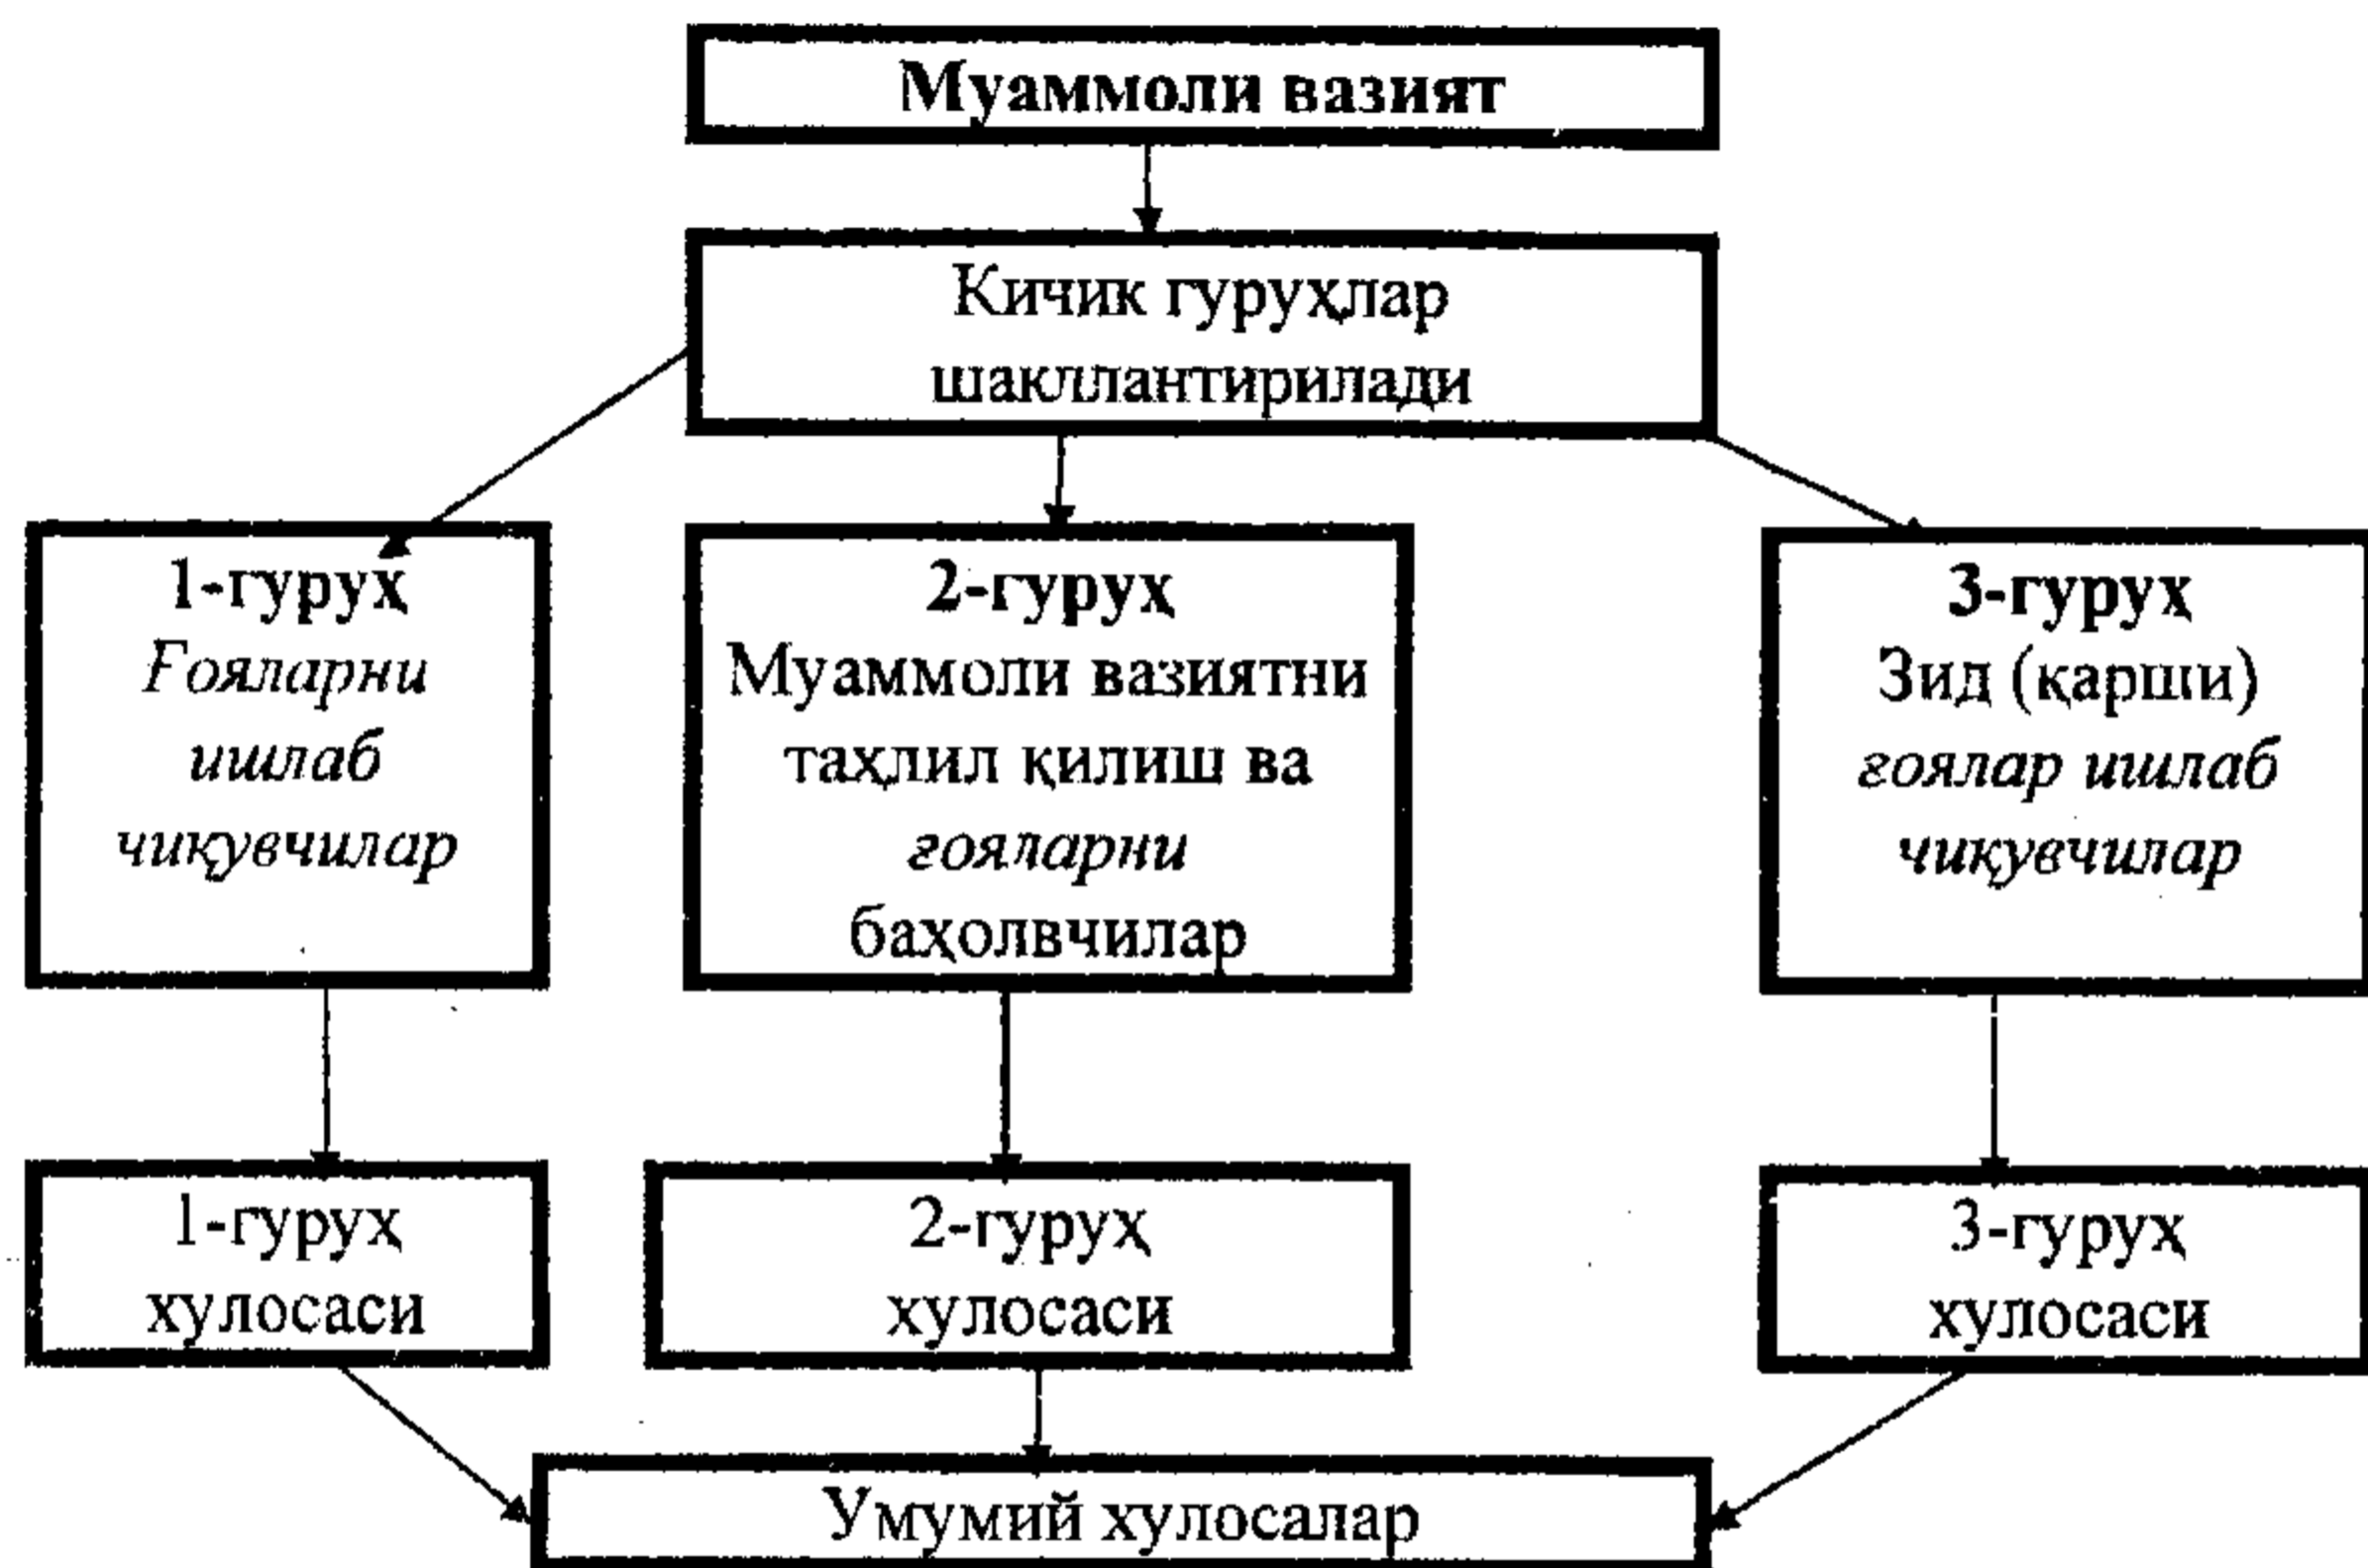 Муаммоли вазият
Кичик гуруҳлар
шакллантирилади
1-гуруҳ
Ғояларни
ишлаб
чиқувчилар
2-гуруҳ
Муаммоли вазиятни
таҳлил қилиш ва
ғояларни
баҳолвчилар
3-гуруҳ
Зид (қарши)
ғоялар ишлаб
чиқувчилар
1-гуруҳ
хулосаси
2-гуруҳ
хулосаси
3-гуруҳ
хулосаси
Умумий хулосалар